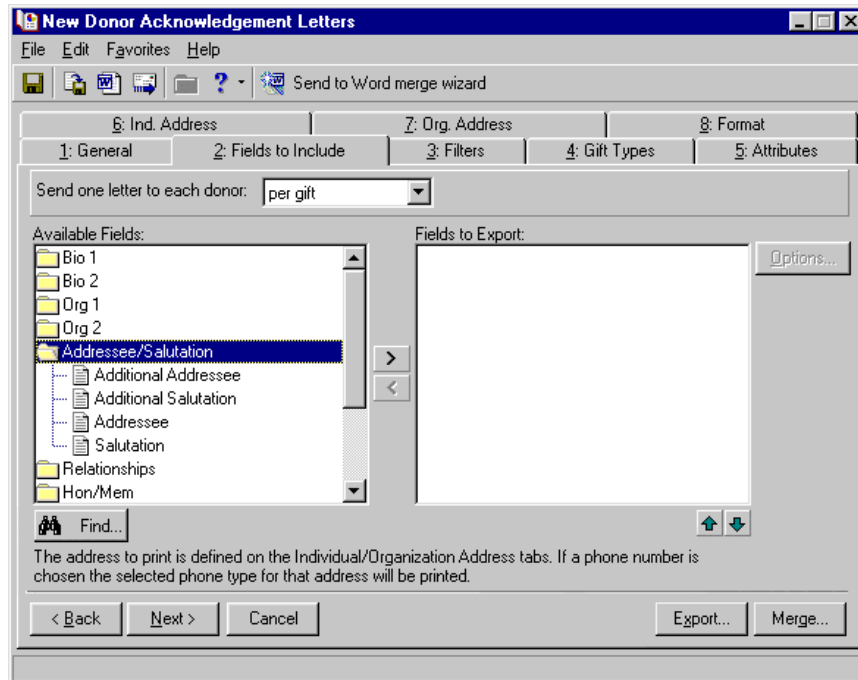 New Donor Acknowledgement Letters
File Edit Favorites Help
? Send to Word merge wizard
6: Ind. Address 7: Org. Address 8: Format
1: General 2: Fields to Include 3: Filters 4: Gift Types 5: Attributes
Send one letter to each donor: per gift
Available Fields: Fields to Export:
Bio 1 Options...
Bio 2
Org 1
Org 2
Addressee/Salutation >
Additional Addressee <
Additional Salutation
Addressee
Salutation
Relationships
Hon/Mem
Find...
The address to print is defined on the Individual/Organization Address tabs. If a phone number is
chosen the selected phone type for that address will be printed.
< Back Next > Cancel Export... Merge...